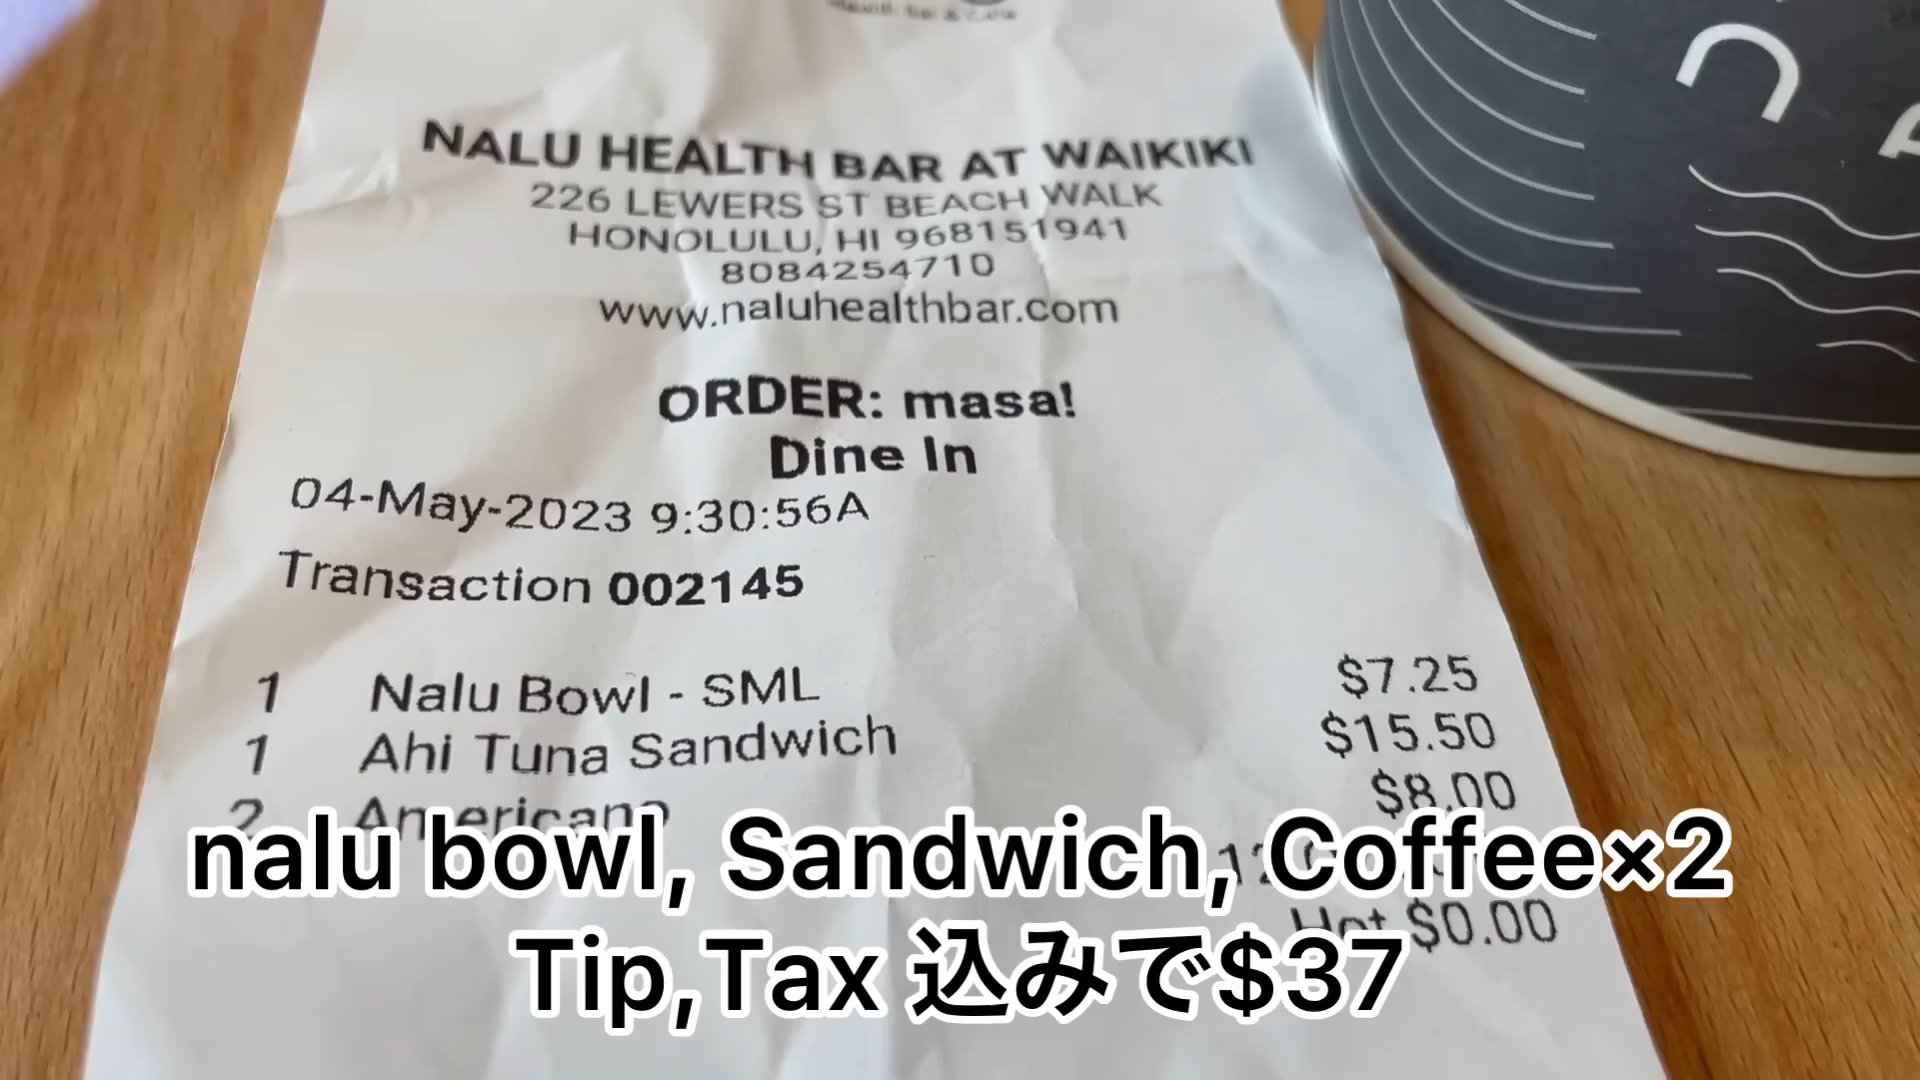 NALU HEALTH BAR AT WAIKIKI
226 LEWERS ST BEACH WALK
HONOLULU, HI 968151941
8084254710
www.naluhealthbar.com
ORDER: masa!
Dine In
04-May-2023 9:30:56A
Transaction 002145
1 Nalu Bowl - SML $7.25
1 Ahi Tuna Sandwich $15.50
2 Americano $8.00
Hot $0.00
nalu bowl, Sandwich, Coffee×2
Tip,Tax 込みで$37